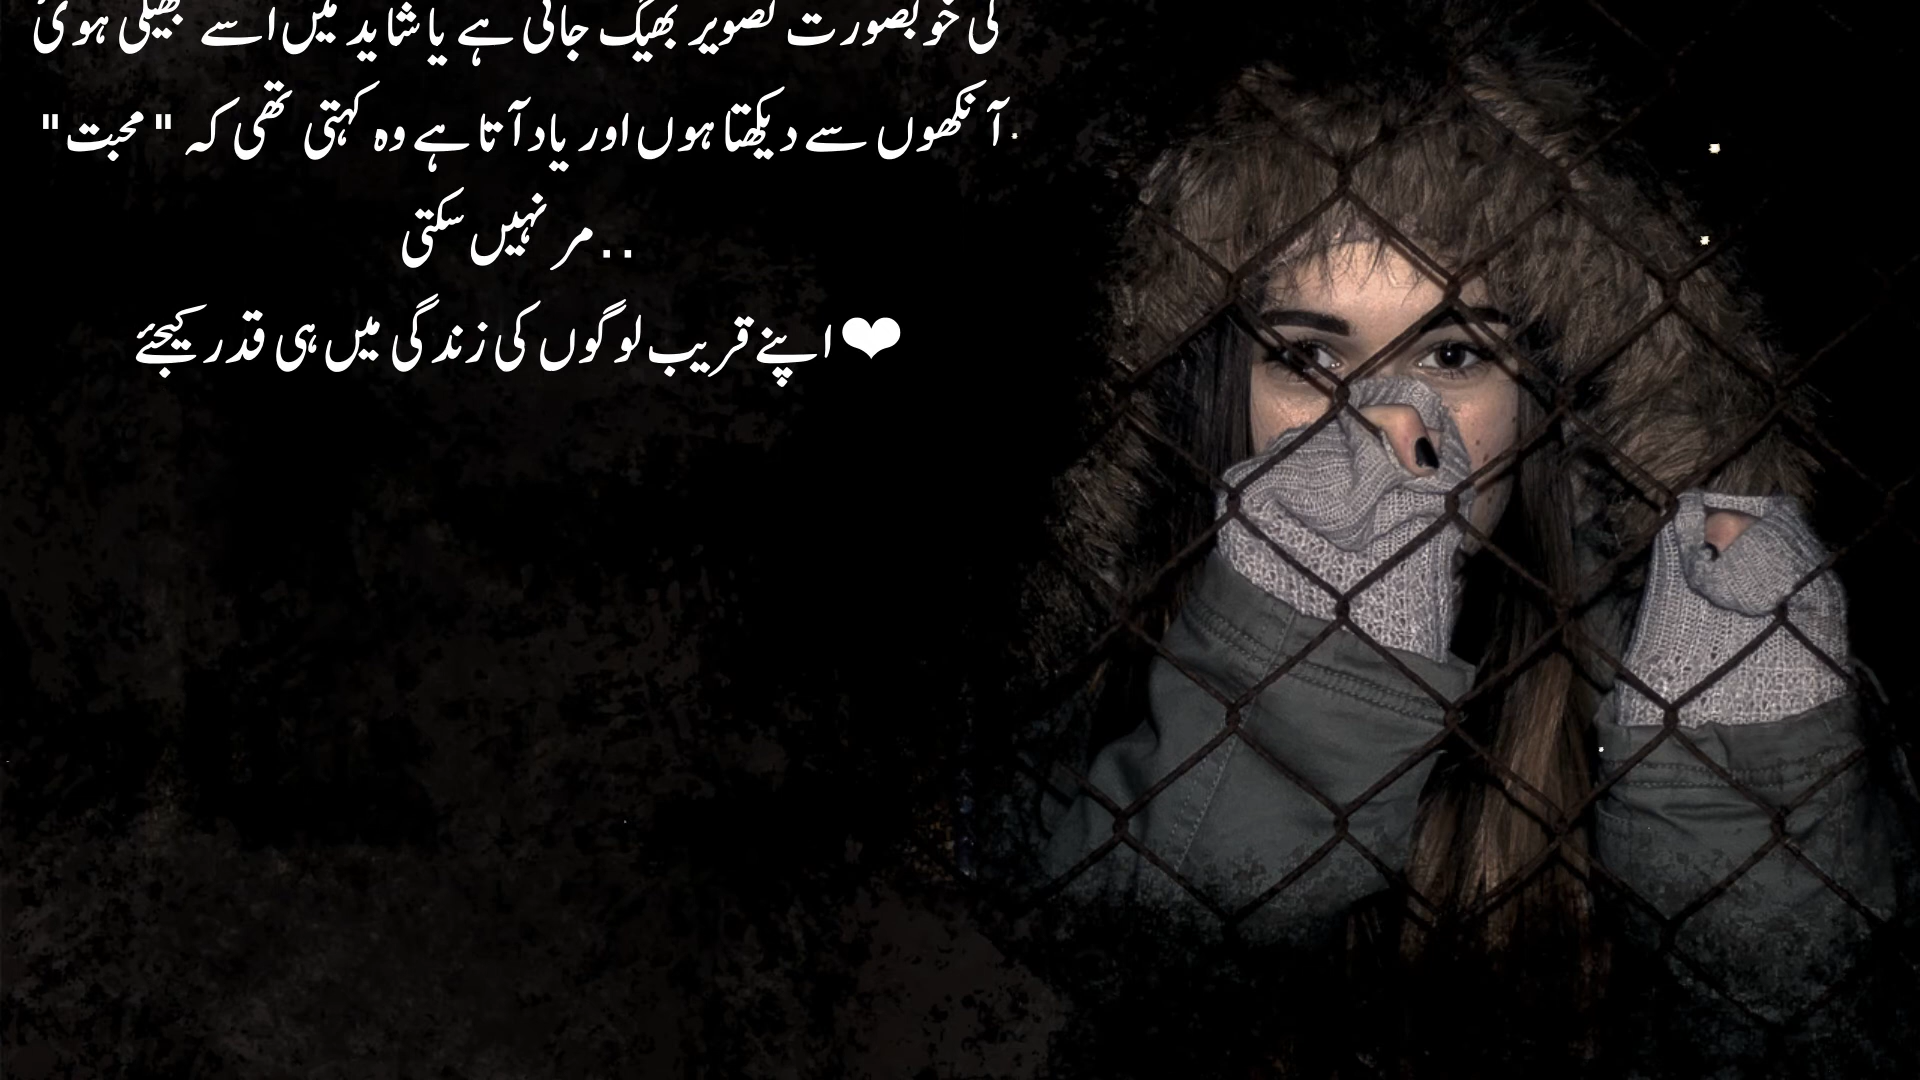 کی خوبصورت تصویر بھیگ جاتی ہے یا شاید میں اسے بھیگی ہوئی
آنکھوں سے دیکھتا ہوں اور یاد آتا ہے وہ کہتی تھی کہ " محبت "
.. مر نہیں سکتی
❤اپنے قریب لوگوں کی زندگی میں ہی قدر کیجئے